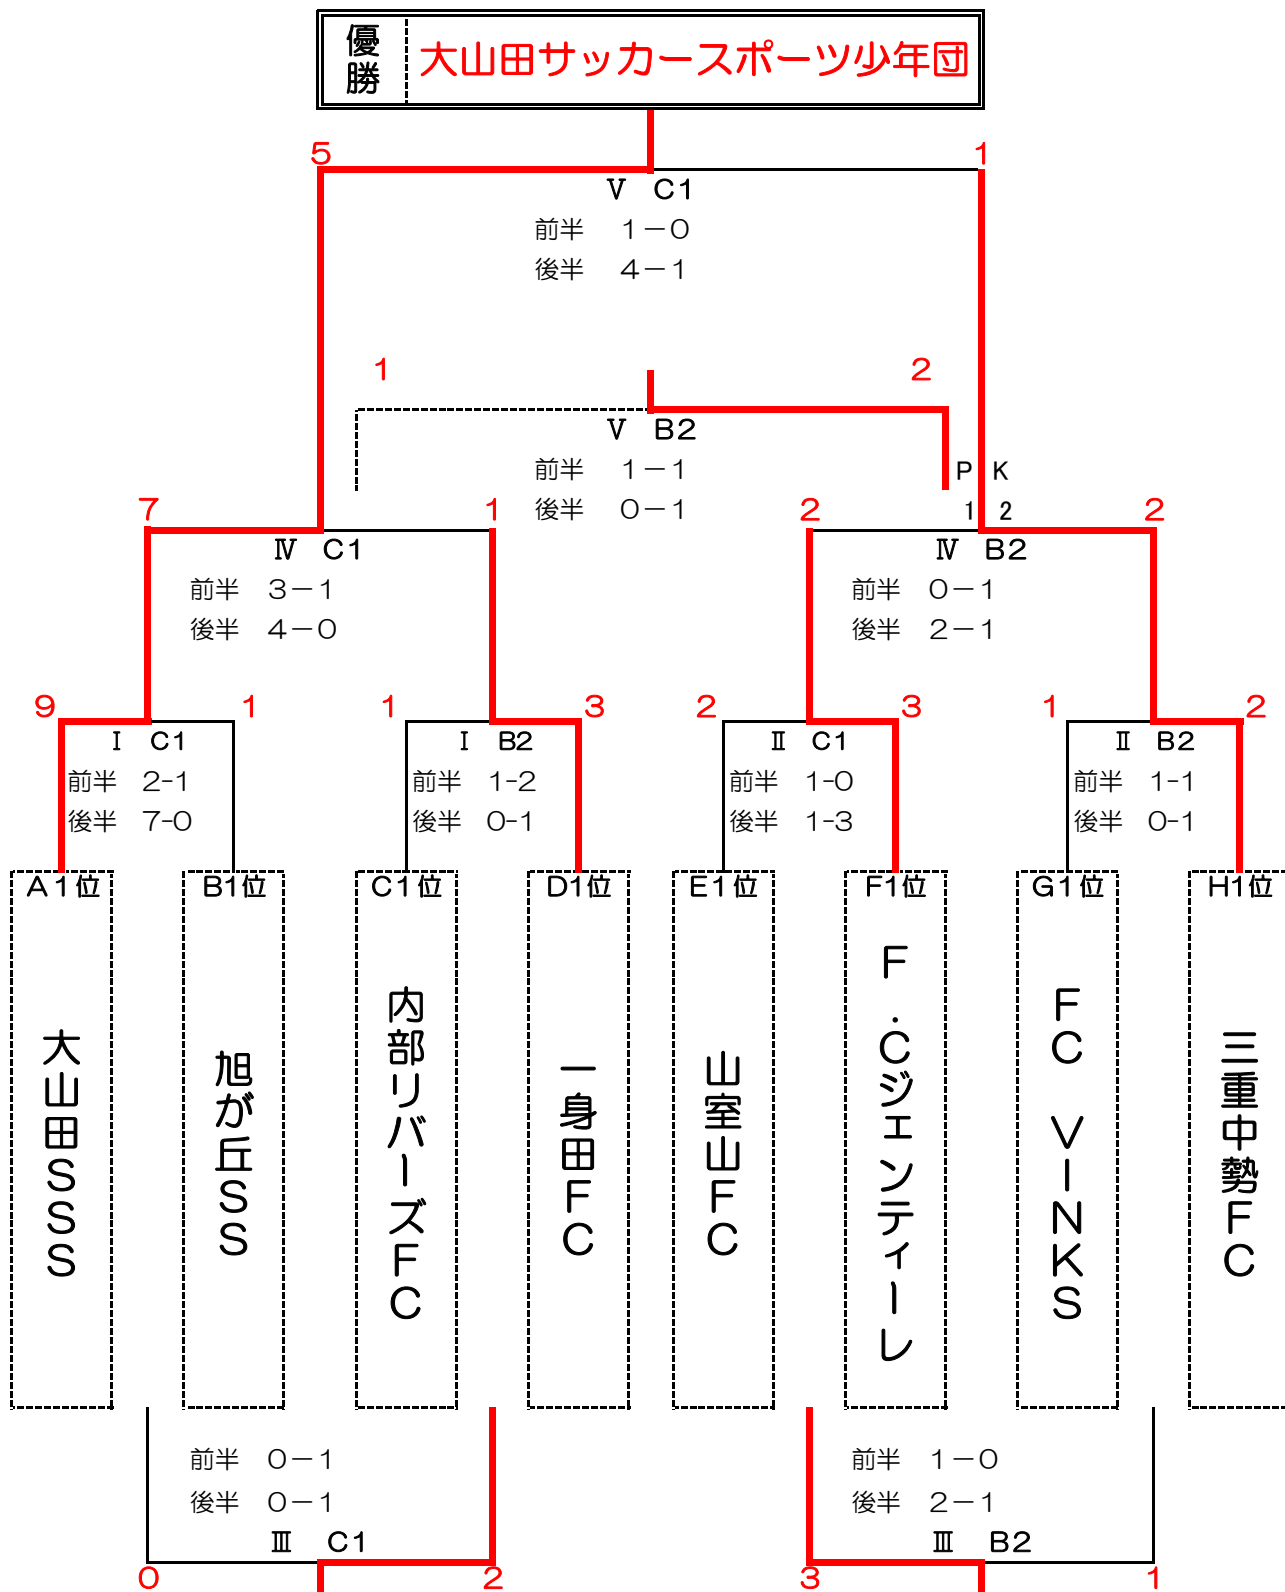 優勝 大山田サッカースポーツ少年団
5 1
Ⅴ C1
前半 1－0
後半 4－1
1 2
Ⅴ B2
前半 1－1
後半 0－1
P K
1 2
7 1 2 2
Ⅳ C1 Ⅳ B2
前半 3－1 前半 0－1
後半 4－0 後半 2－1
9 1 1 3 2 3 1 2
Ⅰ C1 Ⅰ B2 Ⅱ C1 Ⅱ B2
前半 2-1 前半 1-2 前半 1-0 前半 1-1
後半 7-0 後半 0-1 後半 1-3 後半 0-1
A1位 B1位 C1位 D1位 E1位 F1位 G1位 H1位
大山田SSS
旭が丘SS
内部リバーズFC
一身田FC
山室山FC
F．Cジェンティーレ
FC VINKS
三重中勢FC
前半 0－1 前半 1－0
後半 0－1 後半 2－1
Ⅲ C1 Ⅲ B2
0 2 3 1